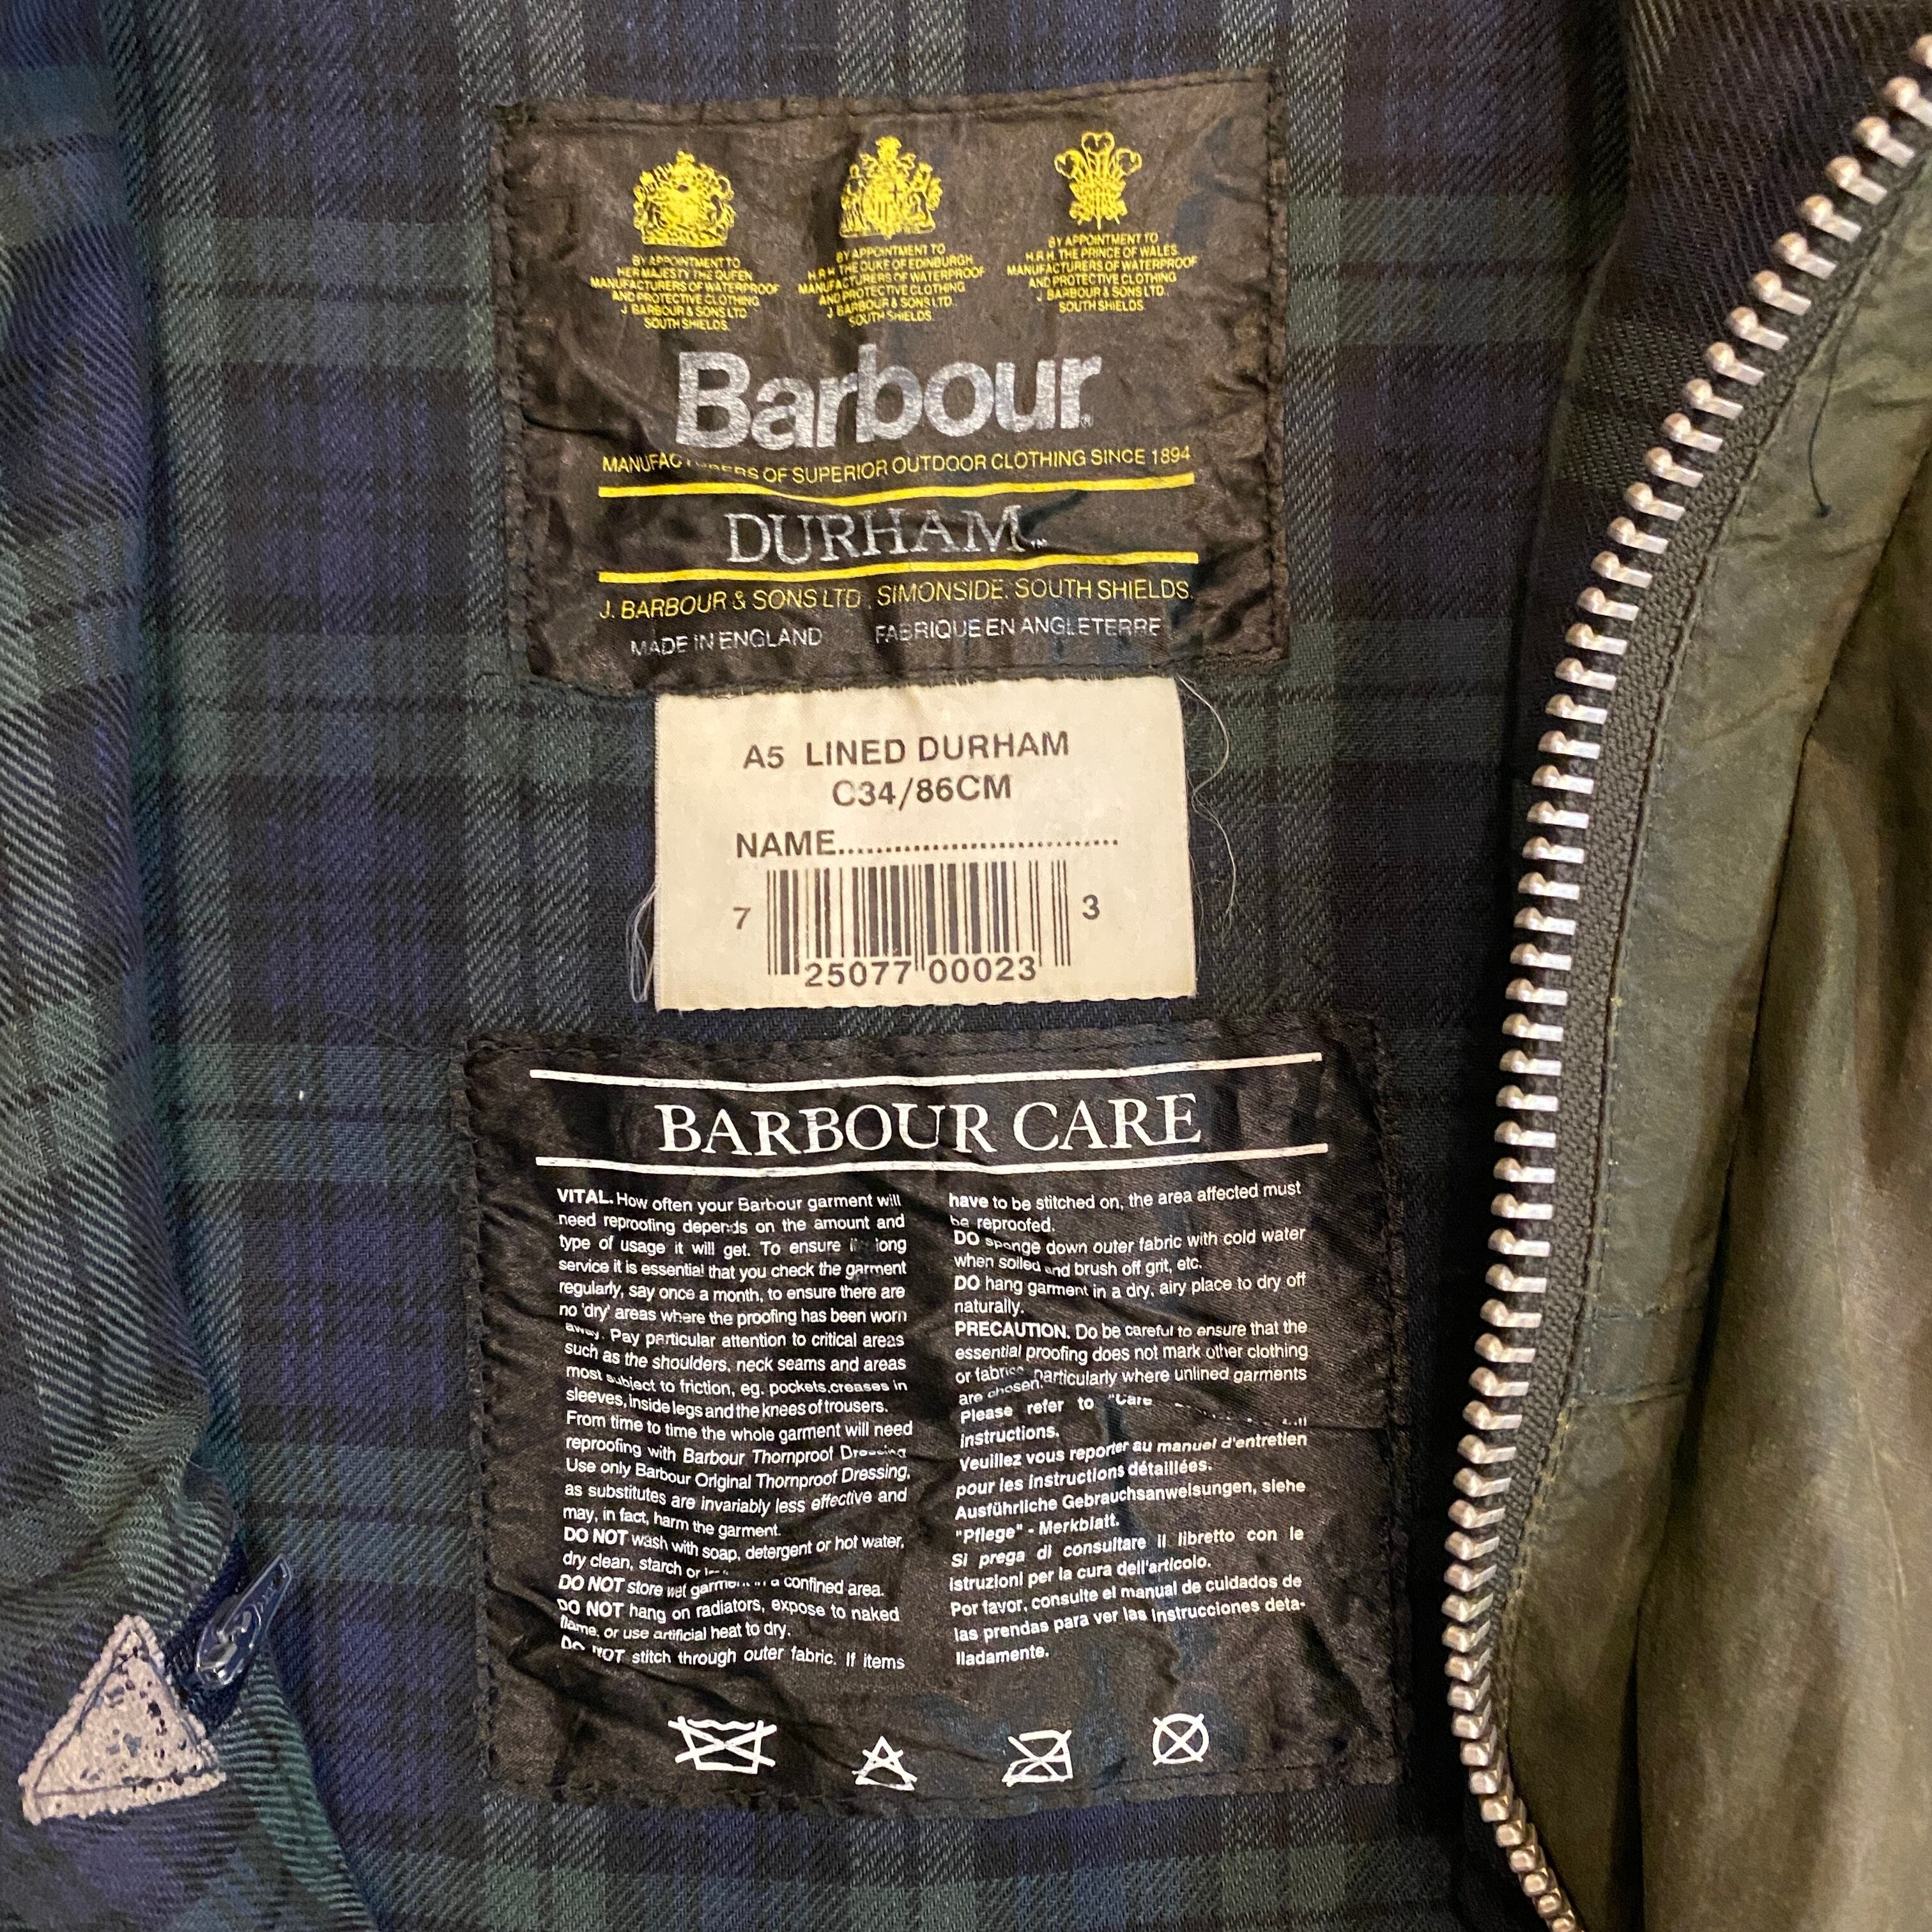 BY APPOINTMENT TO
HER MAJESTY THE QUEEN
MANUFACTURERS OF WATERPROOF
AND PROTECTIVE CLOTHING
J BARBOUR & SONS LTD
SOUTH SHIELDS.
BY APPOINTMENT TO
H.R.H. THE DUKE OF EDINBURGH
MANUFACTURERS OF WATERPROOF
AND PROTECTIVE CLOTHING
J BARBOUR & SONS LTD.
SOUTH SHIELDS.
BY APPOINTMENT TO
H.R.H. THE PRINCE OF WALES.
MANUFACTURERS OF WATERPROOF
AND PROTECTIVE CLOTHING
J BARBOUR & SONS LTD.
SOUTH SHIELDS.
Barbour®
MANUFACTURERS OF SUPERIOR OUTDOOR CLOTHING SINCE 1894
DURHAM™
J. BARBOUR & SONS LTD., SIMONSIDE, SOUTH SHIELDS.
MADE IN ENGLAND FABRIQUE EN ANGLETERRE
A5 LINED DURHAM
C34/86CM
NAME..............................
7 25077 00023 3
BARBOUR CARE
VITAL. How often your Barbour garment will
need reproofing depends on the amount and
type of usage it will get. To ensure long
service it is essential that you check the garment
regularly, say once a month, to ensure there are
no 'dry' areas where the proofing has been worn
away. Pay particular attention to critical areas
such as the shoulders, neck seams and areas
most subject to friction, eg. pockets, creases in
sleeves, inside legs and the knees of trousers.
From time to time the whole garment will need
reproofing with Barbour Thornproof Dressing
Use only Barbour Original Thornproof Dressing,
as substitutes are invariably less effective and
may, in fact, harm the garment.
DO NOT wash with soap, detergent or hot water,
dry clean, starch or
DO NOT store wet garment in a confined area.
DO NOT hang on radiators, expose to naked
flame, or use artificial heat to dry.
DO NOT stitch through outer fabric. If items
have to be stitched on, the area affected must
be reproofed.
DO sponge down outer fabric with cold water
when soiled and brush off grit, etc.
DO hang garment in a dry, airy place to dry off
naturally.
PRECAUTION. Do be careful to ensure that the
essential proofing does not mark other clothing
or fabrics, particularly where unlined garments
are chosen.
Please refer to "Care full
instructions.
Veuillez vous reporter au manuel d'entretien
pour les instructions détaillées.
Ausführliche Gebrauchsanweisungen, siehe
"Pflege" - Merkblatt.
Si prega di consultare il libretto con le
istruzioni per la cura dell'articolo.
Por favor, consulte el manual de cuidados de
las prendas para ver las instrucciones deta-
lladamente.